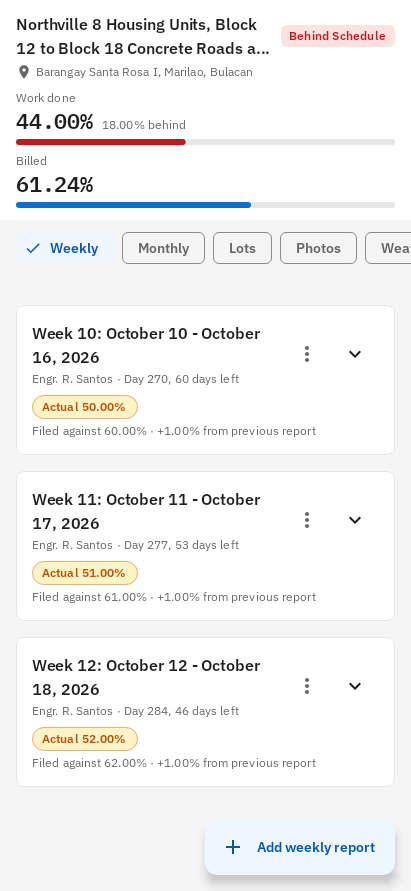 Northville 8 Housing Units, Block
12 to Block 18 Concrete Roads a...
Behind Schedule
Barangay Santa Rosa I, Marilao, Bulacan
Work done
44.00% 18.00% behind
Billed
61.24%
Weekly Monthly Lots Photos Wea
Week 10: October 10 - October
16, 2026
Engr. R. Santos · Day 270, 60 days left
Actual 50.00%
Filed against 60.00% · +1.00% from previous report
Week 11: October 11 - October
17, 2026
Engr. R. Santos · Day 277, 53 days left
Actual 51.00%
Filed against 61.00% · +1.00% from previous report
Week 12: October 12 - October
18, 2026
Engr. R. Santos · Day 284, 46 days left
Actual 52.00%
Filed against 62.00% · +1.00% from previous report
Add weekly report